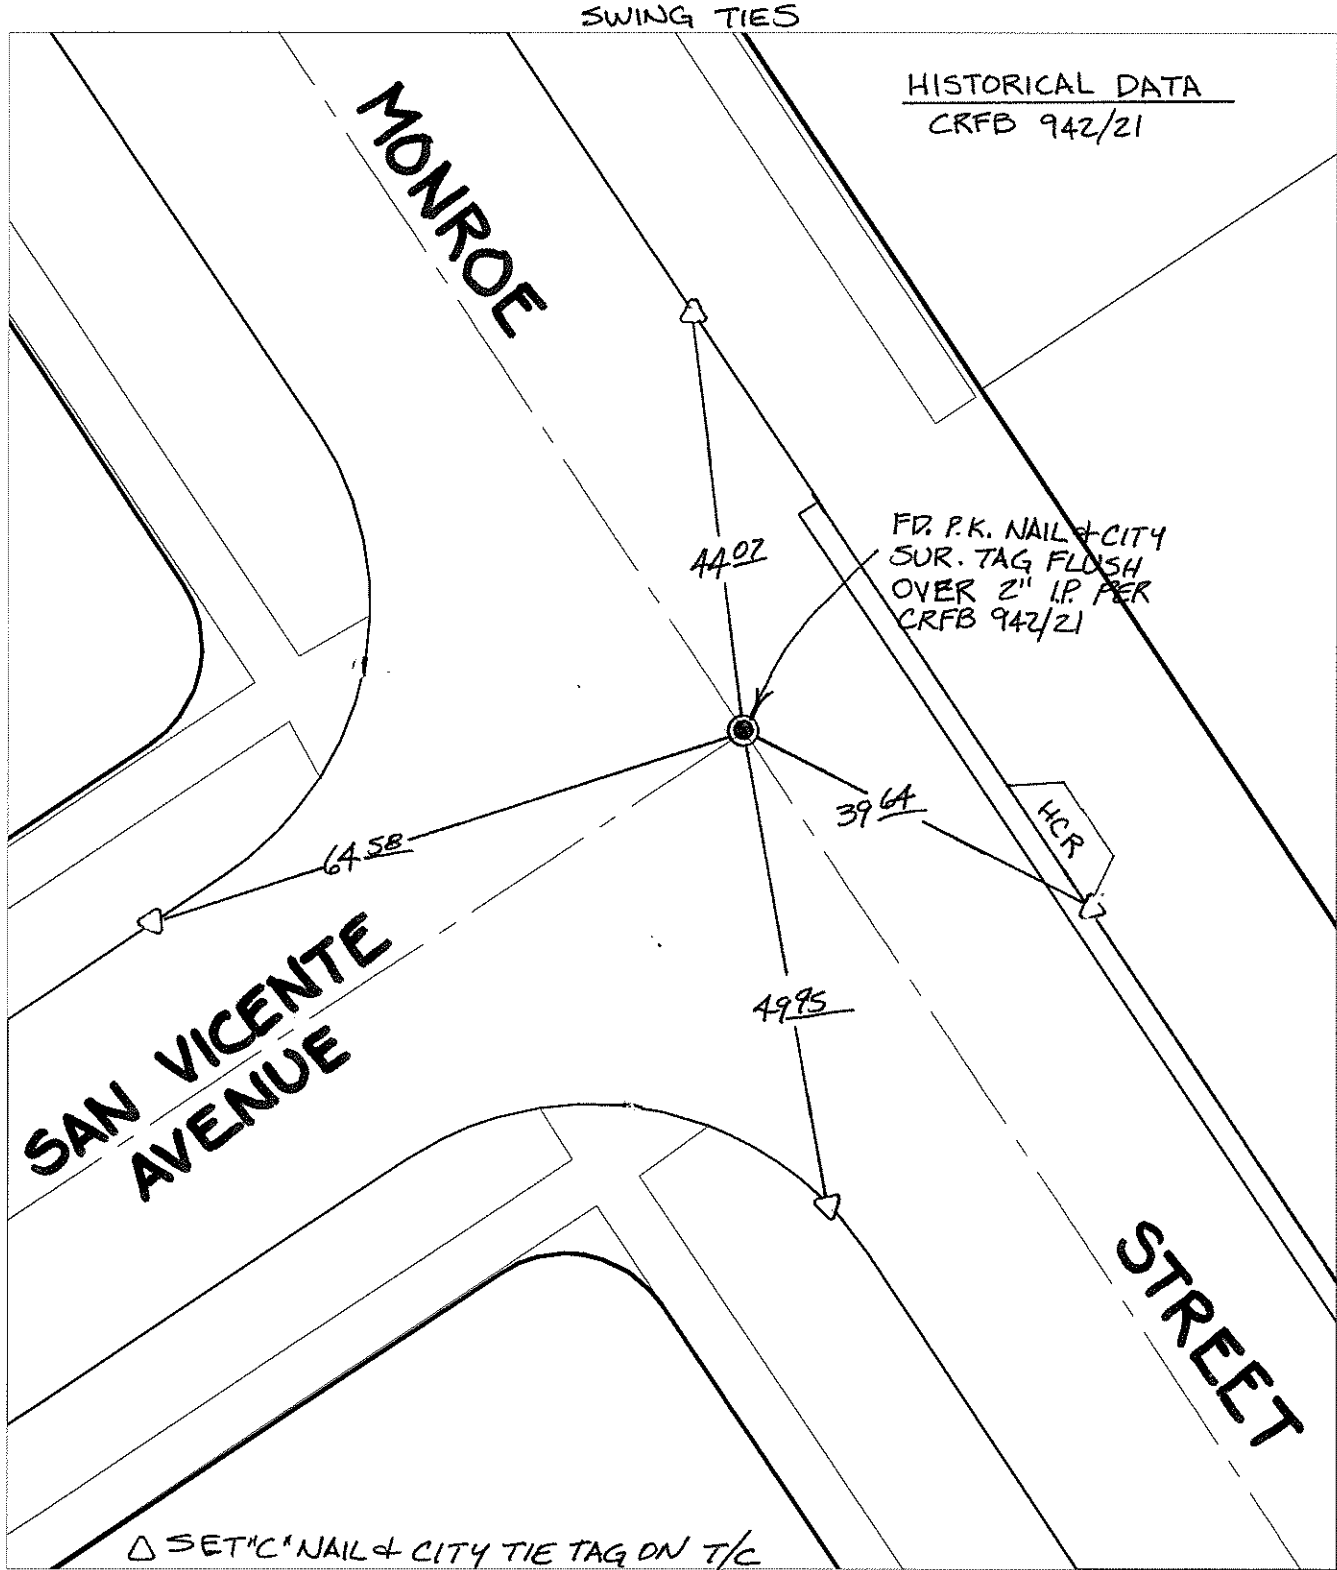 SWING TIES
HISTORICAL DATA
CRFB 942/21
MONROE
FD. P.K. NAIL & CITY
SUR. TAG FLUSH
OVER 2" I.P. PER
CRFB 942/21
44 07
39 64
HCR
64 58
49 95
SAN VICENTE
AVENUE
STREET
△ SET "C" NAIL & CITY TIE TAG ON T/C